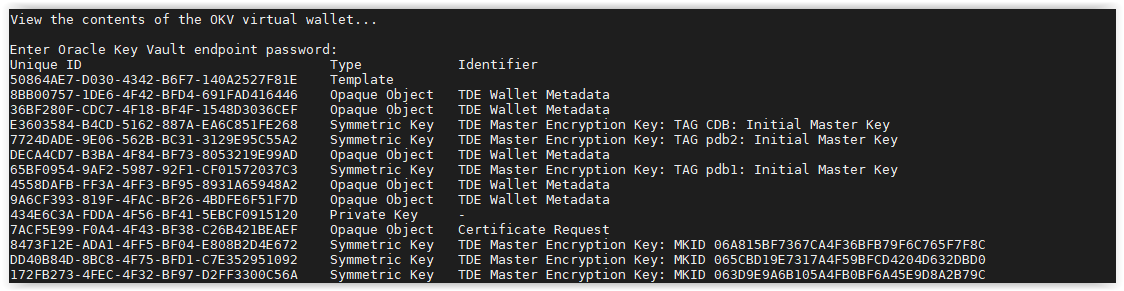 View the contents of the OKV virtual wallet...
Enter Oracle Key Vault endpoint password:
Unique ID Type Identifier
50864AE7-D030-4342-B6F7-140A2527F81E Template
8BB00757-1DE6-4F42-BFD4-691FAD416446 Opaque Object TDE Wallet Metadata
36BF280F-CDC7-4F18-BF4F-1548D3036CEF Opaque Object TDE Wallet Metadata
E3603584-B4CD-5162-887A-EA6C851FE268 Symmetric Key TDE Master Encryption Key: TAG CDB: Initial Master Key
7724DADE-9E06-562B-BC31-3129E95C55A2 Symmetric Key TDE Master Encryption Key: TAG pdb2: Initial Master Key
DECA4CD7-B3BA-4F84-BF73-8053219E99AD Opaque Object TDE Wallet Metadata
65BF0954-9AF2-5987-92F1-CF01572037C3 Symmetric Key TDE Master Encryption Key: TAG pdb1: Initial Master Key
4558DAFB-FF3A-4FF3-BF95-8931A65948A2 Opaque Object TDE Wallet Metadata
9A6CF393-819F-4FAC-BF26-4BDFE6F51F7D Opaque Object TDE Wallet Metadata
434E6C3A-FDDA-4F56-BF41-5EBCF0915120 Private Key -
7ACF5E99-F0A4-4F43-BF38-C26B421BEAEF Opaque Object Certificate Request
8473F12E-ADA1-4FF5-BF04-E808B2D4E672 Symmetric Key TDE Master Encryption Key: MKID 06A815BF7367CA4F36BFB79F6C765F7F8C
DD40B84D-8BC8-4F75-BFD1-C7E352951092 Symmetric Key TDE Master Encryption Key: MKID 065CBD19E7317A4F59BFCD4204D632DBD0
172FB273-4FEC-4F32-BF97-D2FF3300C56A Symmetric Key TDE Master Encryption Key: MKID 063D9E9A6B105A4FB0BF6A45E9D8A2B79C